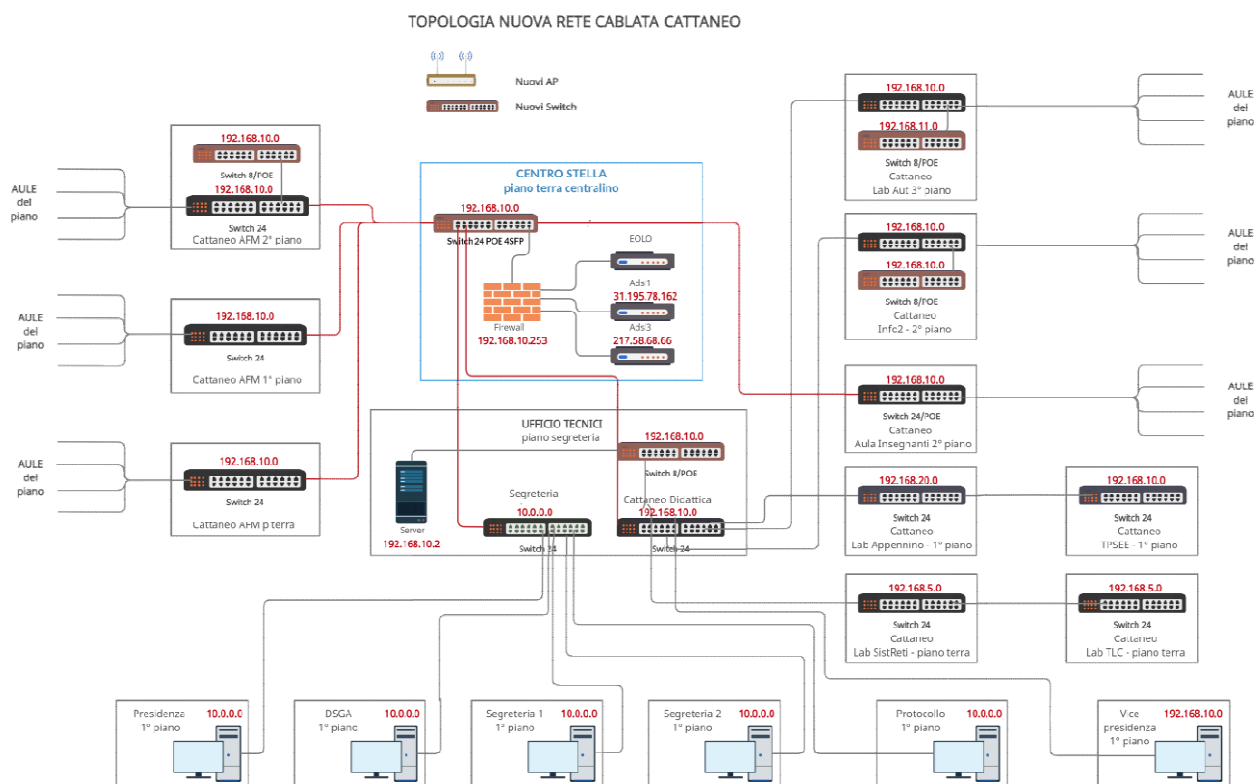 TOPOLOGIA NUOVA RETE CABLATA CATTANEO
Nuovi AP
Nuovi Switch
AULE
del
piano
192.168.10.0
Switch 8/POE
192.168.10.0
Switch 24
Cattaneo AFM 2° piano
AULE
del
piano
192.168.10.0
Switch 24
Cattaneo AFM 1° piano
AULE
del
piano
192.168.10.0
Switch 24
Cattaneo AFM p terra
CENTRO STELLA
piano terra centralino
192.168.10.0
Switch 24 POE 4SFP
EOLO
Adsl1
31.195.78.162
Adsl3
217.58.68.66
Firewall
192.168.10.253
UFFICIO TECNICI
piano segreteria
192.168.10.0
Switch 8/POE
Server
192.168.10.2
Segreteria
10.0.0.0
Switch 24
Cattaneo Didattica
192.168.10.0
Switch 24
192.168.10.0
192.168.11.0
Switch 8/POE
Cattaneo
Lab Aut 3° piano
AULE
del
piano
192.168.10.0
192.168.10.0
Switch 8/POE
Cattaneo
Info2 - 2° piano
AULE
del
piano
192.168.10.0
Switch 24/POE
Cattaneo
Aula Insegnanti 2° piano
AULE
del
piano
192.168.20.0
Switch 24
Cattaneo
Lab Appennino - 1° piano
192.168.10.0
Switch 24
Cattaneo
TPSEE - 1° piano
192.168.5.0
Switch 24
Cattaneo
Lab SistReti - piano terra
192.168.5.0
Switch 24
Cattaneo
Lab TLC - piano terra
Presidenza 10.0.0.0
1° piano
DSGA 10.0.0.0
1° piano
Segreteria 1 10.0.0.0
1° piano
Segreteria 2 10.0.0.0
1° piano
Protocollo 10.0.0.0
1° piano
Vice 192.168.10.0
presidenza
1° piano